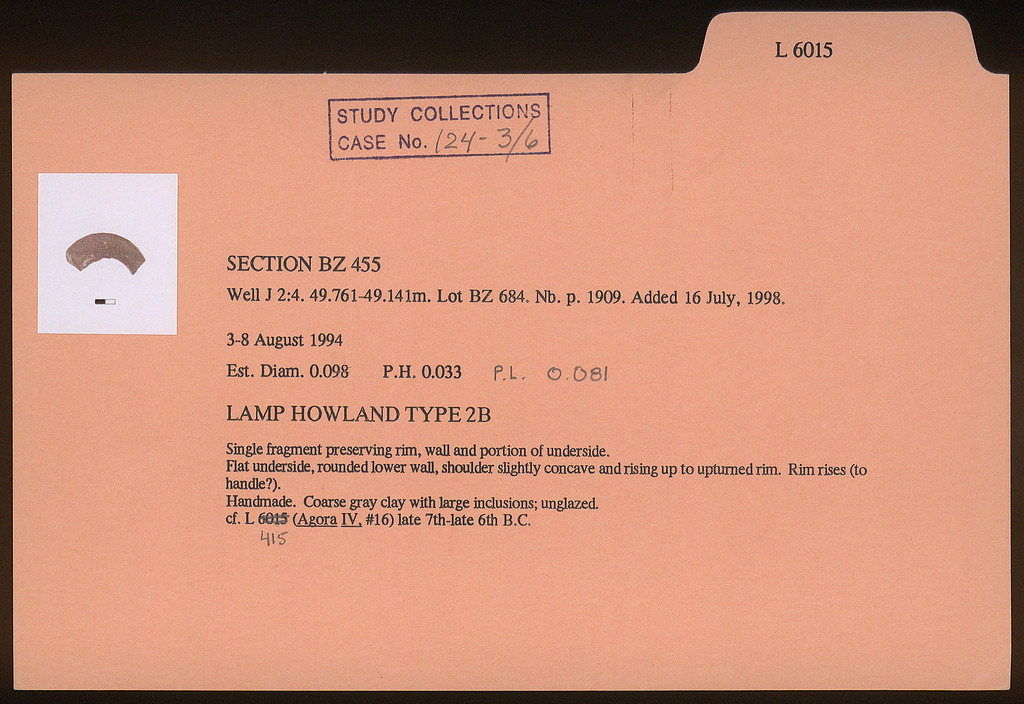 L 6015
STUDY COLLECTIONS
CASE No. 124-3/6
SECTION BZ 455
Well J 2:4. 49.761-49.141m. Lot BZ 684. Nb. p. 1909. Added 16 July, 1998.
3-8 August 1994
Est. Diam. 0.098 P.H. 0.033 P.L. 0.081
LAMP HOWLAND TYPE 2B
Single fragment preserving rim, wall and portion of underside.
Flat underside, rounded lower wall, shoulder slightly concave and rising up to upturned rim. Rim rises (to
handle?).
Handmade. Coarse gray clay with large inclusions; unglazed.
cf. L 6015 (Agora IV, #16) late 7th-late 6th B.C.
415